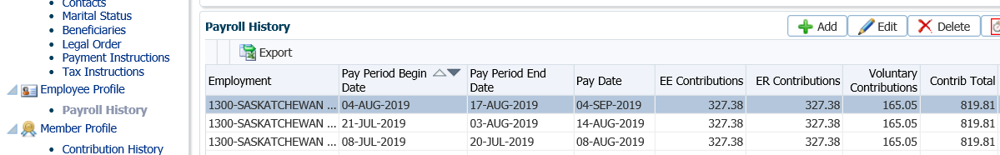 Contacts
Marital Status
Beneficiaries
Legal Order
Payment Instructions
Tax Instructions
Employee Profile
Payroll History
Member Profile
Contribution History
Payroll History
Add Edit Delete
Export
Employment Pay Period Begin Date Pay Period End Date Pay Date EE Contributions ER Contributions Voluntary Contributions Contrib Total
1300-SASKATCHEWAN ... 04-AUG-2019 17-AUG-2019 04-SEP-2019 327.38 327.38 165.05 819.81
1300-SASKATCHEWAN ... 21-JUL-2019 03-AUG-2019 14-AUG-2019 327.38 327.38 165.05 819.81
1300-SASKATCHEWAN ... 08-JUL-2019 20-JUL-2019 08-AUG-2019 327.38 327.38 165.05 819.81